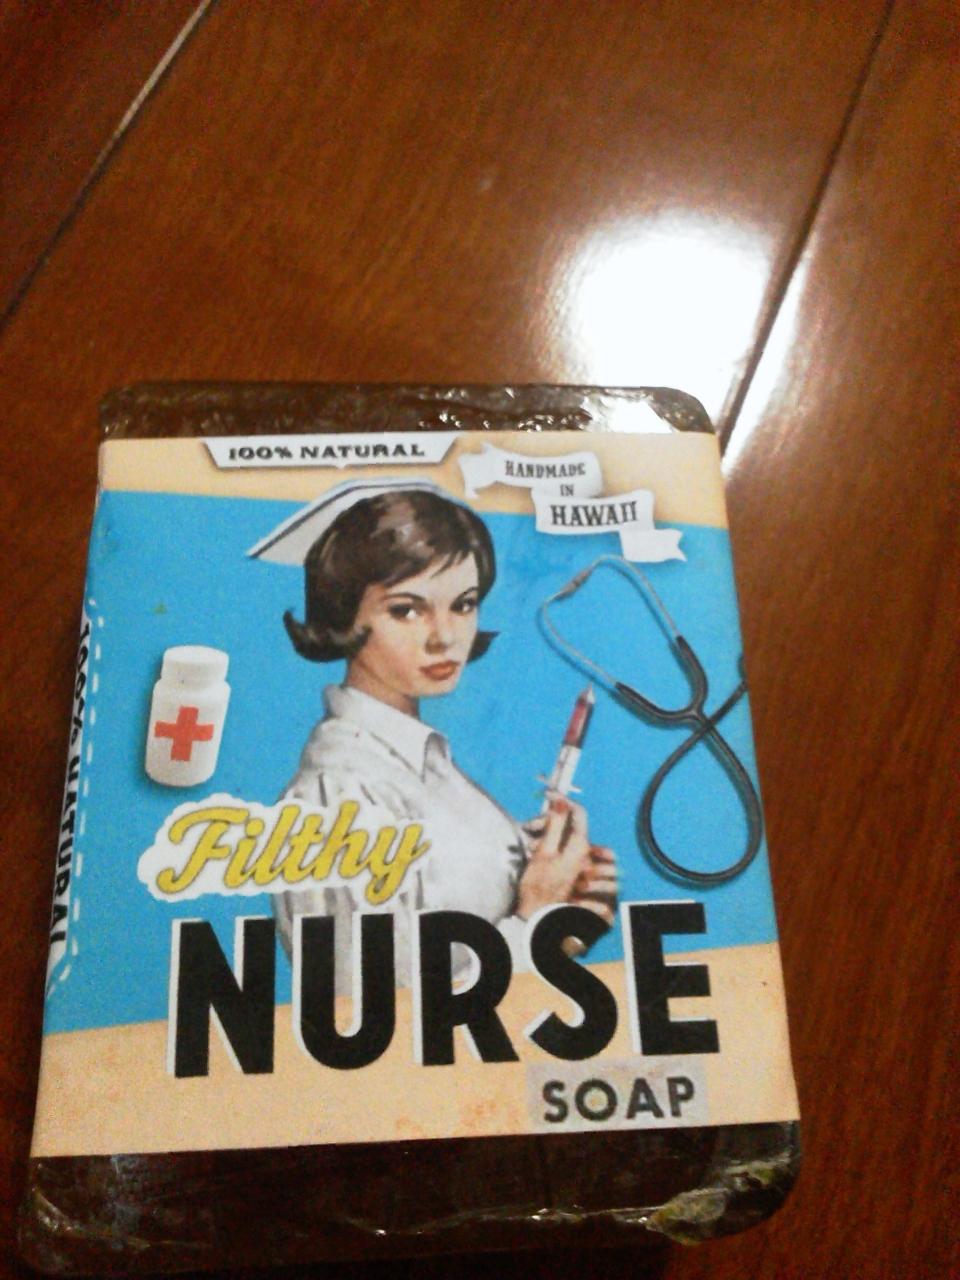 100% NATURAL
HANDMADE
IN
HAWAII
100% NATURAL
Filthy
NURSE
SOAP